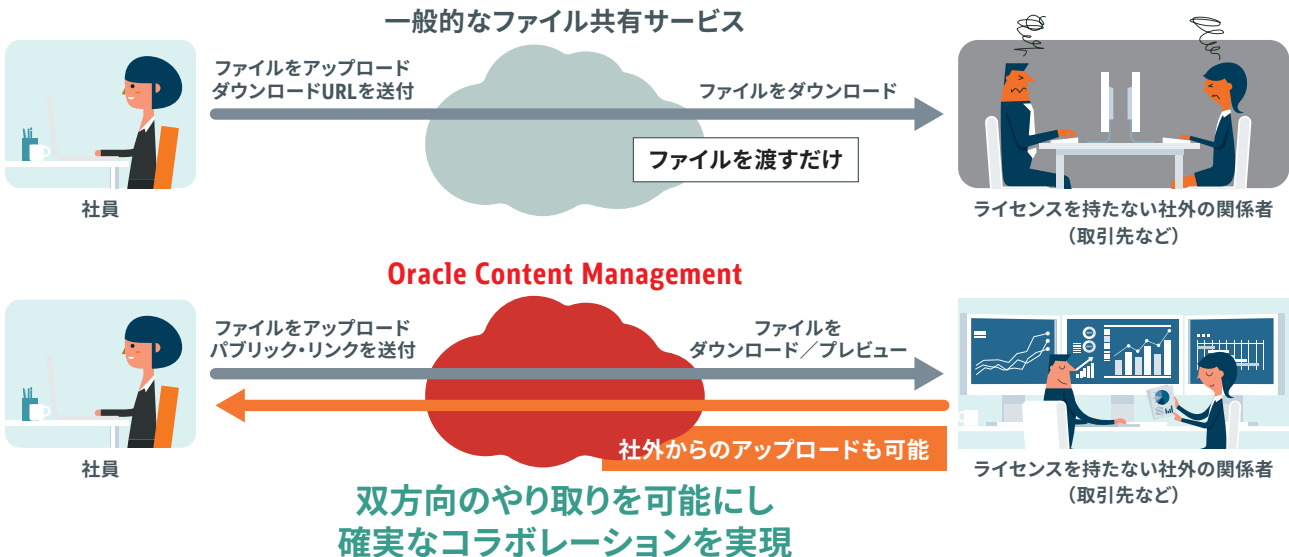 一般的なファイル共有サービス
ファイルをアップロード
ダウンロードURLを送付
ファイルをダウンロード
ファイルを渡すだけ
社員
ライセンスを持たない社外の関係者
（取引先など）
Oracle Content Management
ファイルをアップロード
パブリック・リンクを送付
ファイルを
ダウンロード／プレビュー
社外からのアップロードも可能
社員
ライセンスを持たない社外の関係者
（取引先など）
双方向のやり取りを可能にし
確実なコラボレーションを実現